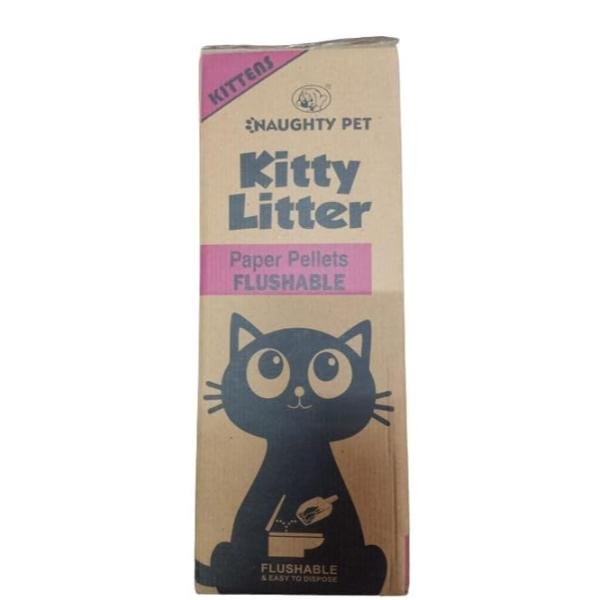 KITTENS
NAUGHTY PET
Kitty
Litter
Paper Pellets
FLUSHABLE
FLUSHABLE
& EASY TO DISPOSE